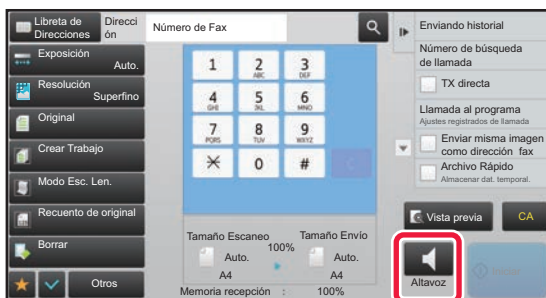 Libreta de
Direcciones
Direcci
ón
Número de Fax
Exposición
Auto.
Resolución
Superfino
Original
Crear Trabajo
Modo Esc. Len.
Recuento de original
Borrar
Otros
1
2
ABC
3
DEF
4
GHI
5
JKL
6
MNO
7
PQRS
8
TUV
9
WXYZ
0
#
C
Tamaño Escaneo
Tamaño Envío
100%
Auto.
Auto.
A4
A4
Memoria recepción : 100%
Enviando historial
Número de búsqueda
de llamada
TX directa
Llamada al programa
Ajustes registrados de llamada
Enviar misma imagen
como dirección fax
Archivo Rápido
Almacenar dat. temporal.
Vista previa
CA
Altavoz